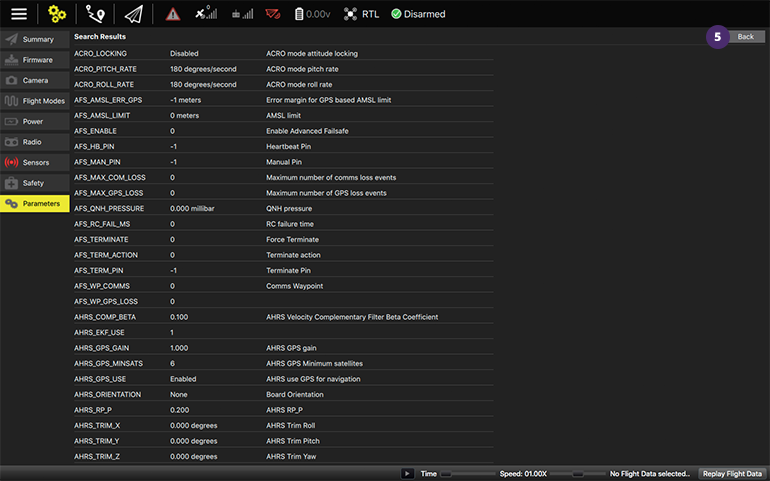 0 0.00v RTL Disarmed
Summary
Firmware
Camera
Flight Modes
Power
Radio
Sensors
Safety
Parameters
Search Results 5 Back
ACRO_LOCKING Disabled ACRO mode attitude locking
ACRO_PITCH_RATE 180 degrees/second ACRO mode pitch rate
ACRO_ROLL_RATE 180 degrees/second ACRO mode roll rate
AFS_AMSL_ERR_GPS -1 meters Error margin for GPS based AMSL limit
AFS_AMSL_LIMIT 0 meters AMSL limit
AFS_ENABLE 0 Enable Advanced Failsafe
AFS_HB_PIN -1 Heartbeat Pin
AFS_MAN_PIN -1 Manual Pin
AFS_MAX_COM_LOSS 0 Maximum number of comms loss events
AFS_MAX_GPS_LOSS 0 Maximum number of GPS loss events
AFS_QNH_PRESSURE 0.000 millibar QNH pressure
AFS_RC_FAIL_MS 0 RC failure time
AFS_TERMINATE 0 Force Terminate
AFS_TERM_ACTION 0 Terminate action
AFS_TERM_PIN -1 Terminate Pin
AFS_WP_COMMS 0 Comms Waypoint
AFS_WP_GPS_LOSS 0
AHRS_COMP_BETA 0.100 AHRS Velocity Complementary Filter Beta Coefficient
AHRS_EKF_USE 1
AHRS_GPS_GAIN 1.000 AHRS GPS gain
AHRS_GPS_MINSATS 6 AHRS GPS Minimum satellites
AHRS_GPS_USE Enabled AHRS use GPS for navigation
AHRS_ORIENTATION None Board Orientation
AHRS_RP_P 0.200 AHRS RP_P
AHRS_TRIM_X 0.000 degrees AHRS Trim Roll
AHRS_TRIM_Y 0.000 degrees AHRS Trim Pitch
AHRS_TRIM_Z 0.000 degrees AHRS Trim Yaw
Time Speed: 01.00X No Flight Data selected.. Replay Flight Data